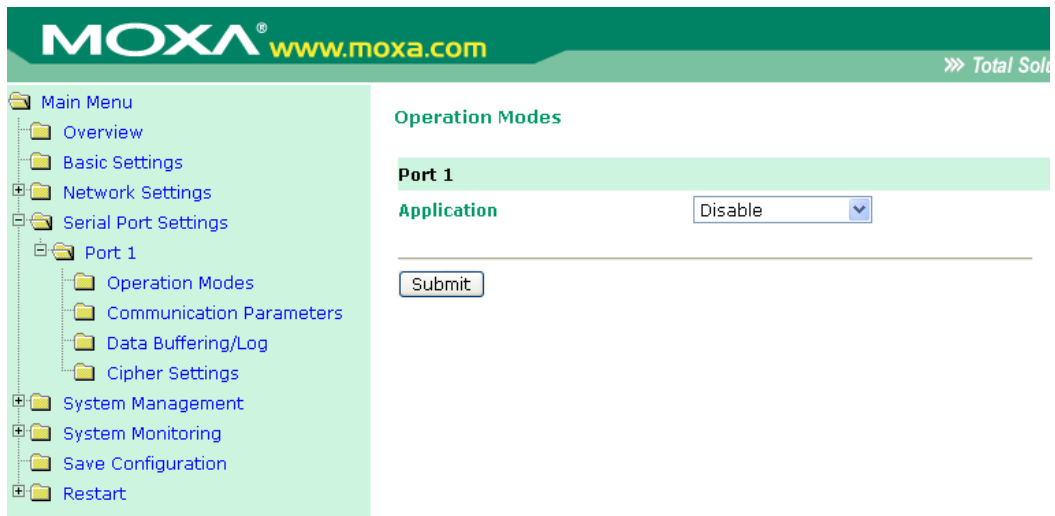 MOXA® www.moxa.com
Total Solu
Main Menu
Overview
Basic Settings
Network Settings
Serial Port Settings
Port 1
Operation Modes
Communication Parameters
Data Buffering/Log
Cipher Settings
System Management
System Monitoring
Save Configuration
Restart
Operation Modes
Port 1
Application Disable
Submit